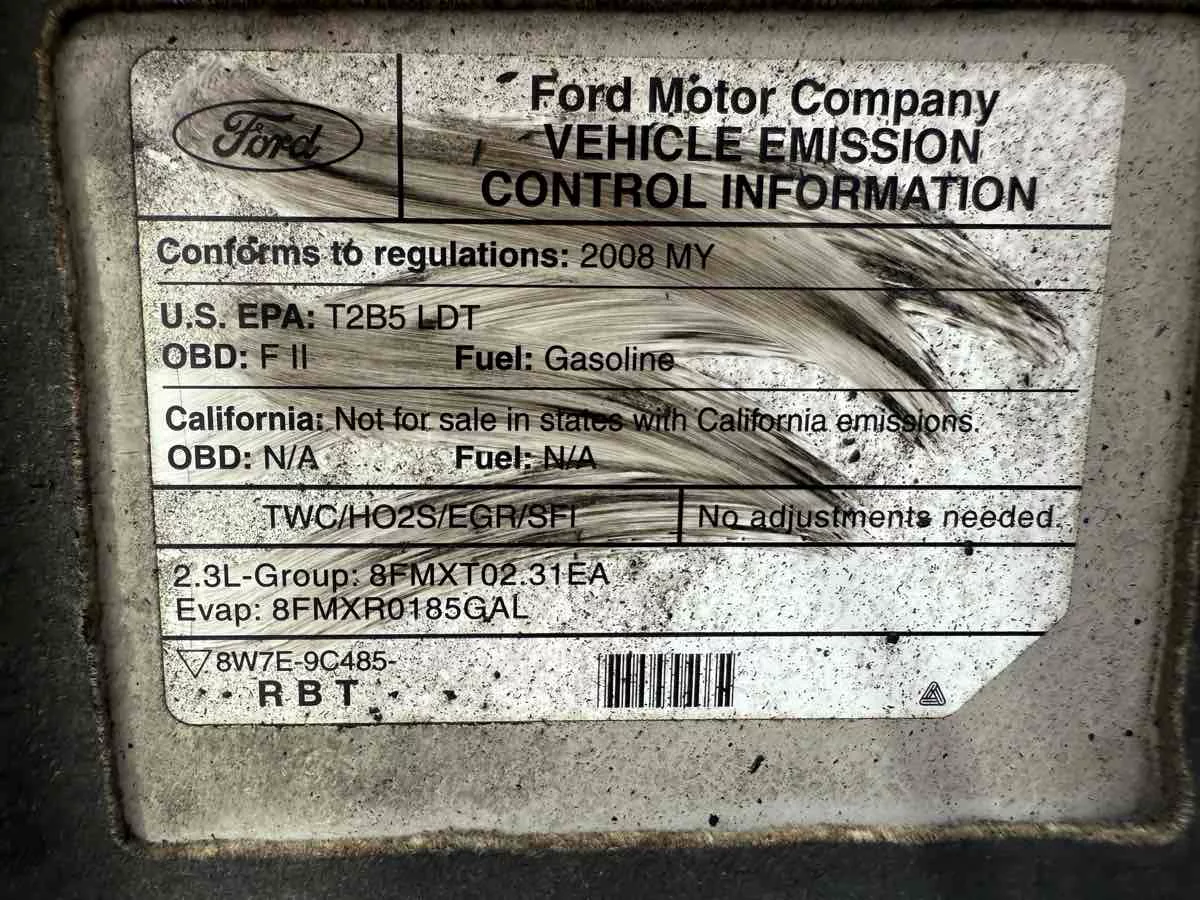 Ford
Ford Motor Company
VEHICLE EMISSION
CONTROL INFORMATION
Conforms to regulations: 2008 MY
U.S. EPA: T2B5 LDT
OBD: F II Fuel: Gasoline
California: Not for sale in states with California emissions.
OBD: N/A Fuel: N/A
TWC/HO2S/EGR/SFI No adjustments needed.
2.3L-Group: 8FMXT02.31EA
Evap: 8FMXR0185GAL
8W7E-9C485-
R B T